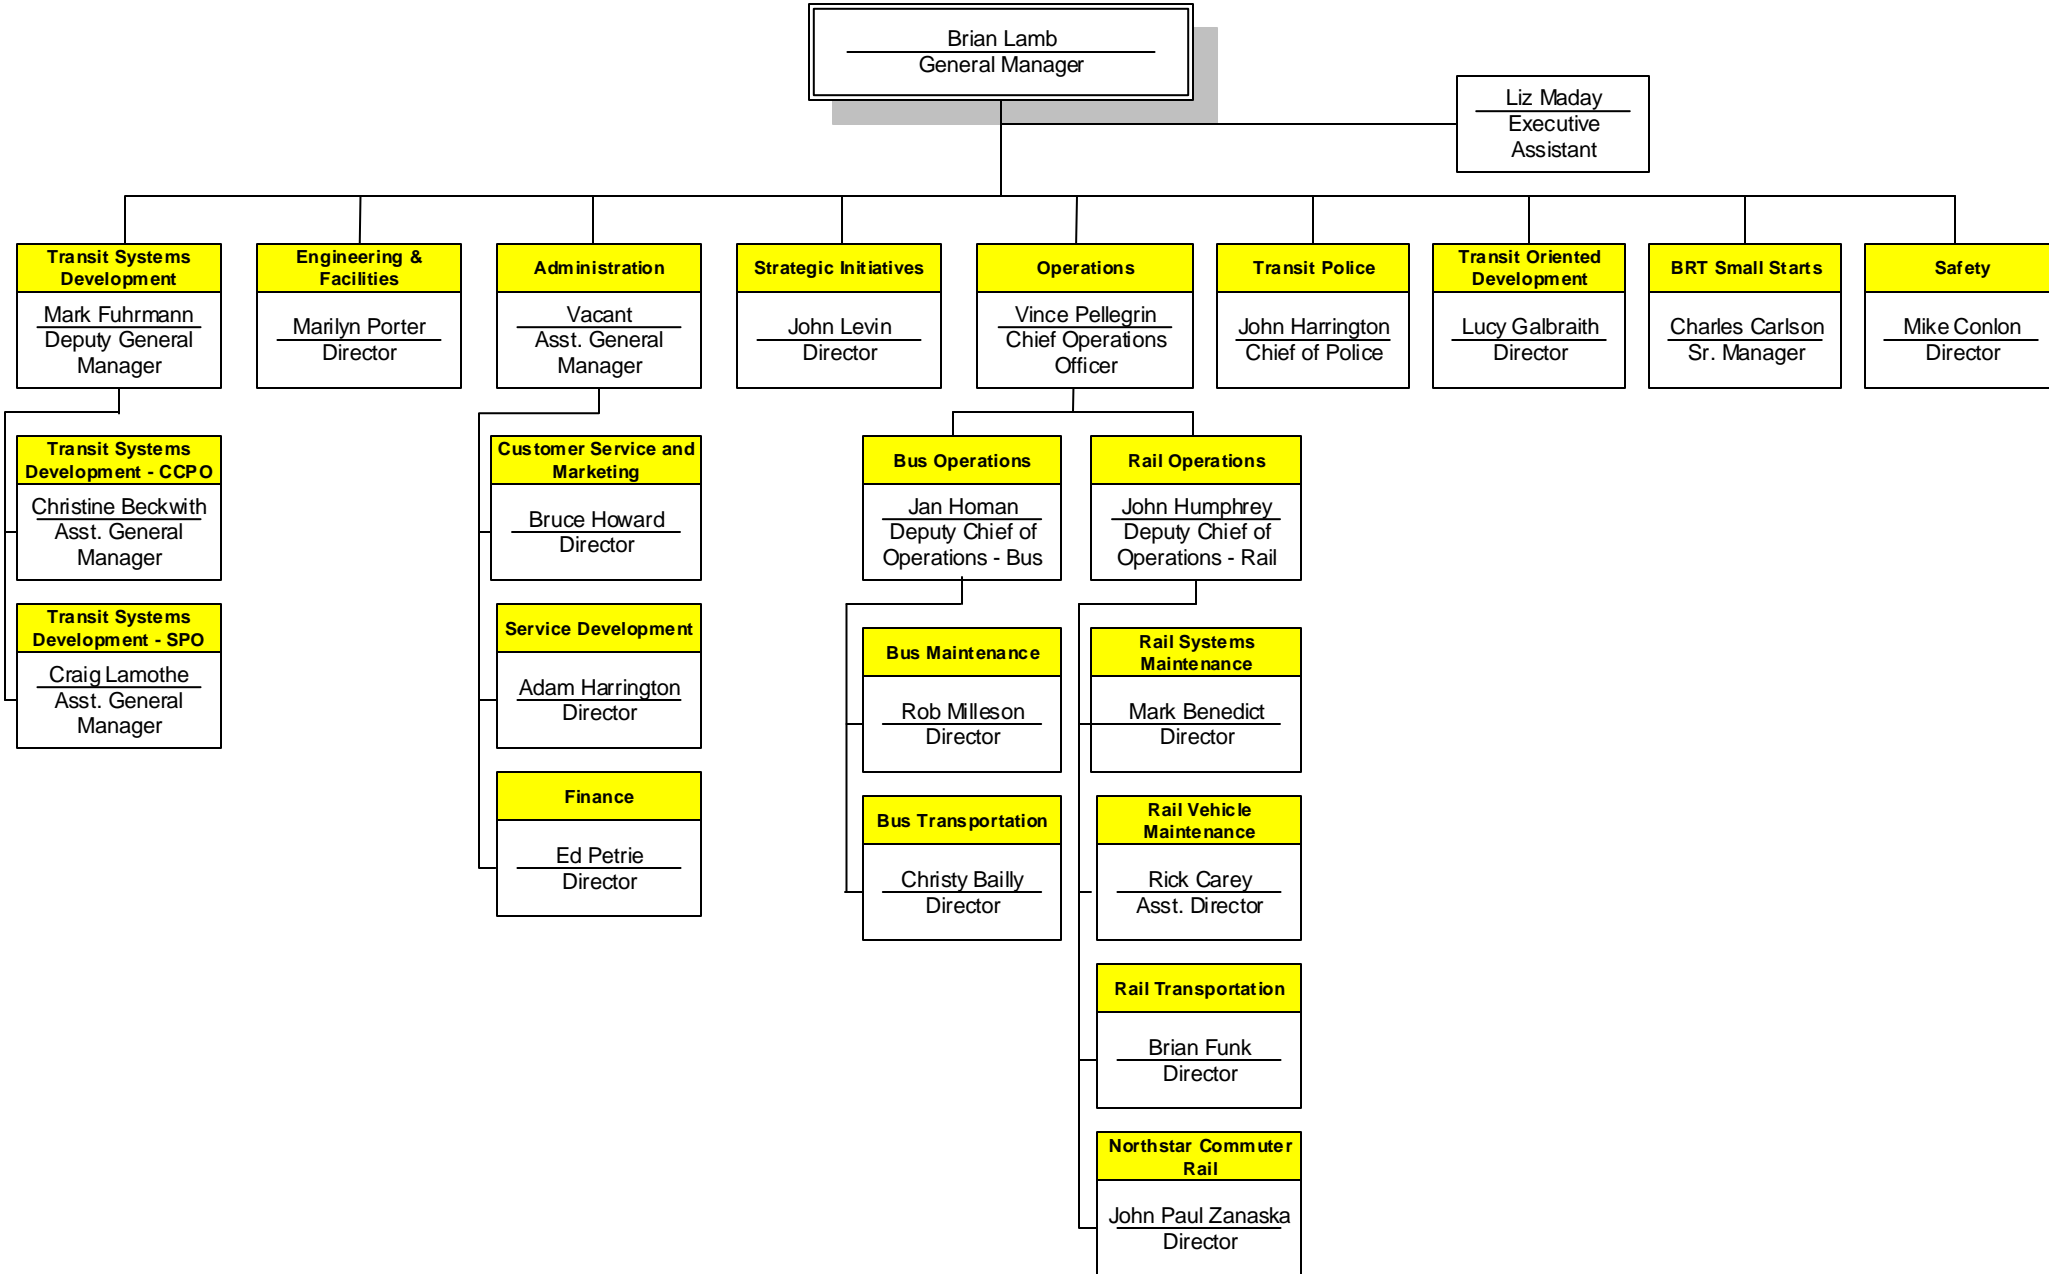 Brian Lamb
General Manager
Liz Maday
Executive
Assistant
Transit Systems
Development
Mark Fuhrmann
Deputy General
Manager
Engineering &
Facilities
Marilyn Porter
Director
Administration
Vacant
Asst. General
Manager
Strategic Initiatives
John Levin
Director
Operations
Vince Pellegrin
Chief Operations
Officer
Transit Police
John Harrington
Chief of Police
Transit Oriented
Development
Lucy Galbraith
Director
BRT Small Starts
Charles Carlson
Sr. Manager
Safety
Mike Conlon
Director
Transit Systems
Development - CCPO
Christine Beckwith
Asst. General
Manager
Transit Systems
Development - SPO
Craig Lamothe
Asst. General
Manager
Customer Service and
Marketing
Bruce Howard
Director
Service Development
Adam Harrington
Director
Finance
Ed Petrie
Director
Bus Operations
Jan Homan
Deputy Chief of
Operations - Bus
Bus Maintenance
Rob Milleson
Director
Bus Transportation
Christy Bailly
Director
Rail Operations
John Humphrey
Deputy Chief of
Operations - Rail
Rail Systems
Maintenance
Mark Benedict
Director
Rail Vehicle
Maintenance
Rick Carey
Asst. Director
Rail Transportation
Brian Funk
Director
Northstar Commuter
Rail
John Paul Zanaska
Director